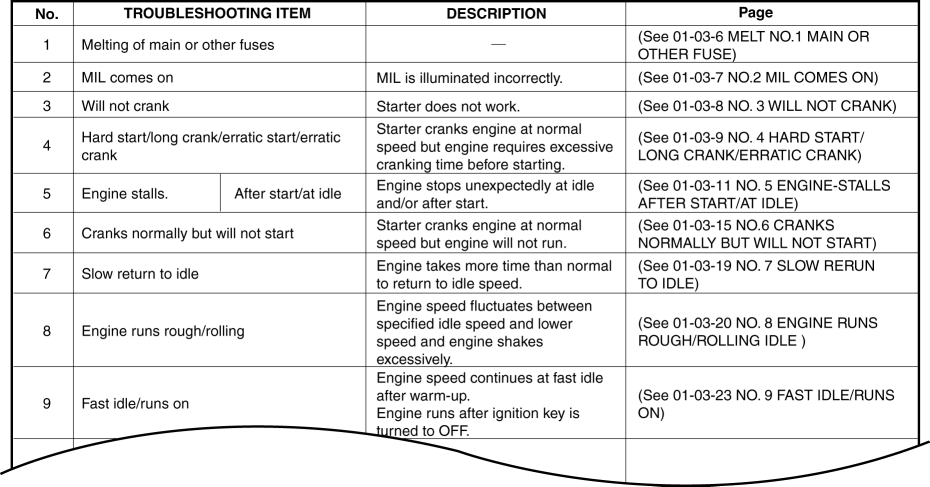 No. TROUBLESHOOTING ITEM DESCRIPTION Page
1 Melting of main or other fuses — (See 01-03-6 MELT NO.1 MAIN OR
OTHER FUSE)
2 MIL comes on MIL is illuminated incorrectly. (See 01-03-7 NO.2 MIL COMES ON)
3 Will not crank Starter does not work. (See 01-03-8 NO. 3 WILL NOT CRANK)
4 Hard start/long crank/erratic start/erratic
crank
Starter cranks engine at normal
speed but engine requires excessive
cranking time before starting.
(See 01-03-9 NO. 4 HARD START/
LONG CRANK/ERRATIC CRANK)
5 Engine stalls. After start/at idle
Engine stops unexpectedly at idle
and/or after start.
(See 01-03-11 NO. 5 ENGINE-STALLS
AFTER START/AT IDLE)
6 Cranks normally but will not start
Starter cranks engine at normal
speed but engine will not run.
(See 01-03-15 NO.6 CRANKS
NORMALLY BUT WILL NOT START)
7 Slow return to idle
Engine takes more time than normal
to return to idle speed.
(See 01-03-19 NO. 7 SLOW RERUN
TO IDLE)
8 Engine runs rough/rolling
Engine speed fluctuates between
specified idle speed and lower
speed and engine shakes
excessively.
(See 01-03-20 NO. 8 ENGINE RUNS
ROUGH/ROLLING IDLE )
9 Fast idle/runs on
Engine speed continues at fast idle
after warm-up.
Engine runs after ignition key is
turned to OFF.
(See 01-03-23 NO. 9 FAST IDLE/RUNS
ON)